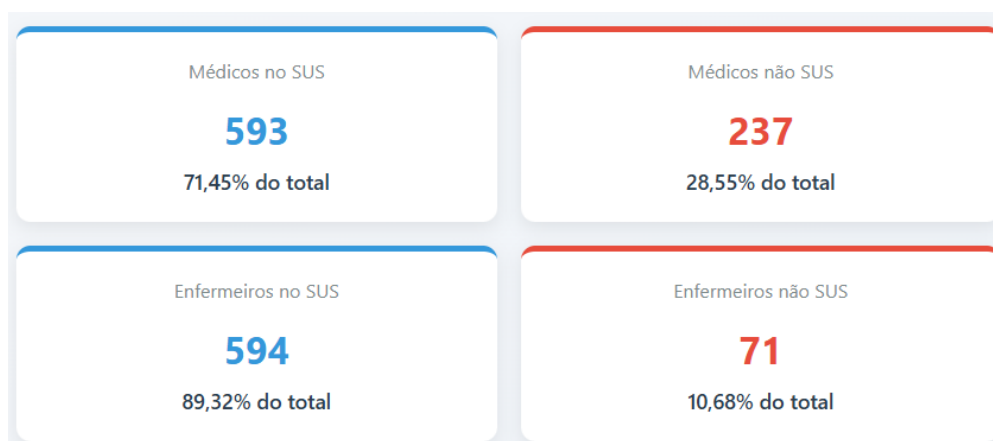 Médicos no SUS
593
71,45% do total
Médicos não SUS
237
28,55% do total
Enfermeiros no SUS
594
89,32% do total
Enfermeiros não SUS
71
10,68% do total